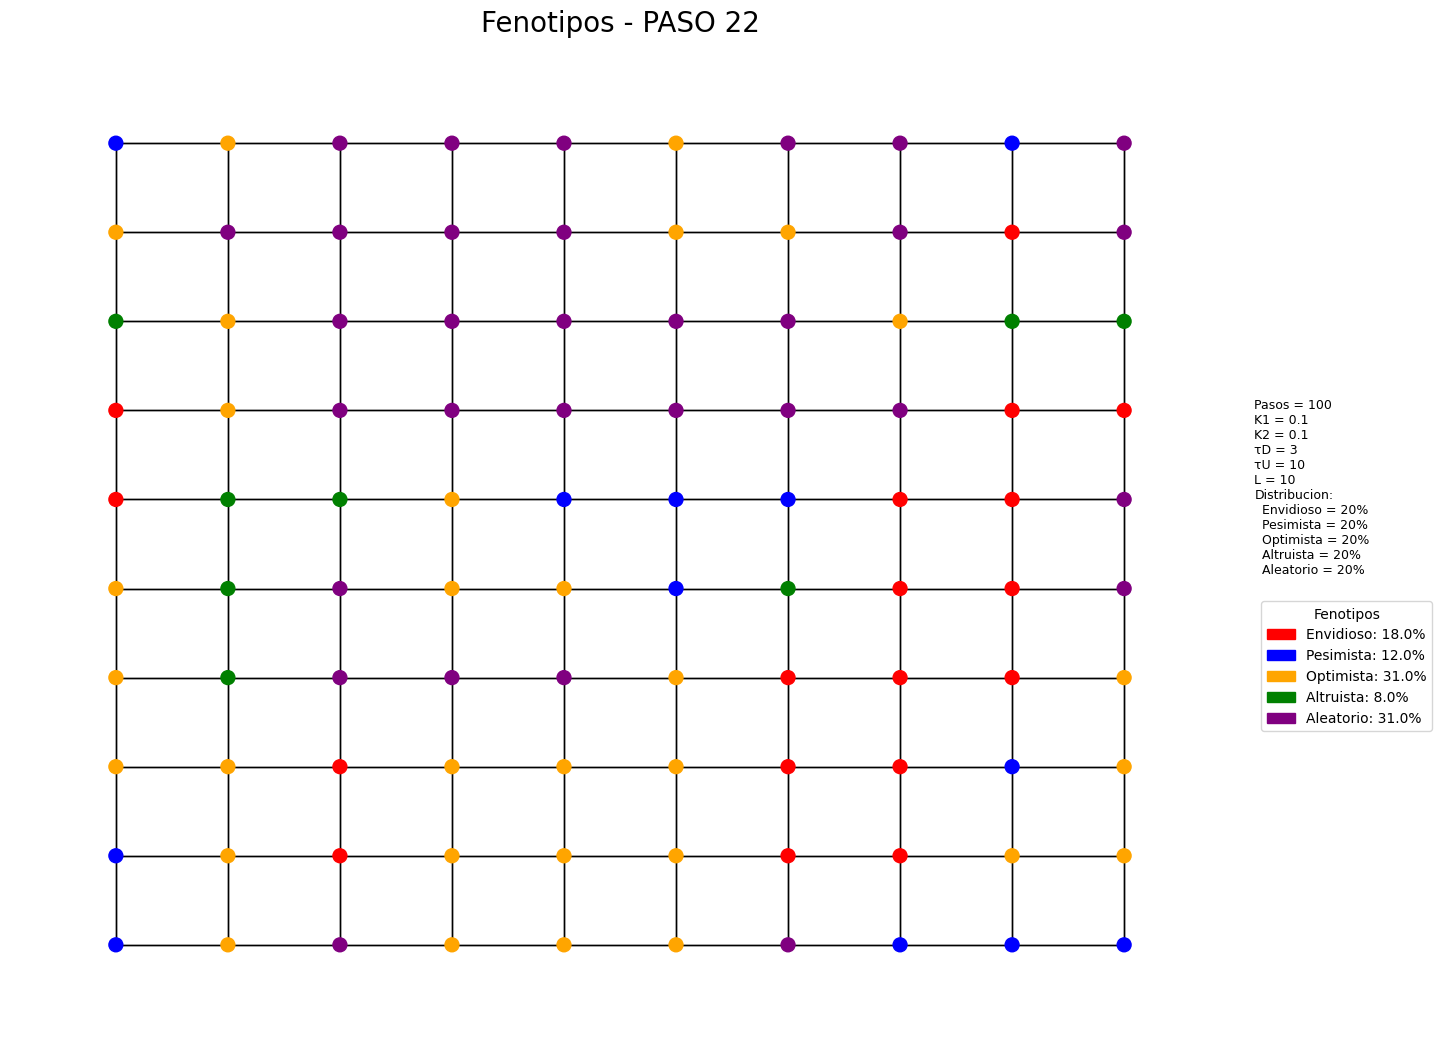 Fenotipos - PASO 22
Pasos = 100
K1 = 0.1
K2 = 0.1
τD = 3
τU = 10
L = 10
Distribucion:
Envidioso = 20%
Pesimista = 20%
Optimista = 20%
Altruista = 20%
Aleatorio = 20%
Fenotipos
Envidioso: 18.0%
Pesimista: 12.0%
Optimista: 31.0%
Altruista: 8.0%
Aleatorio: 31.0%